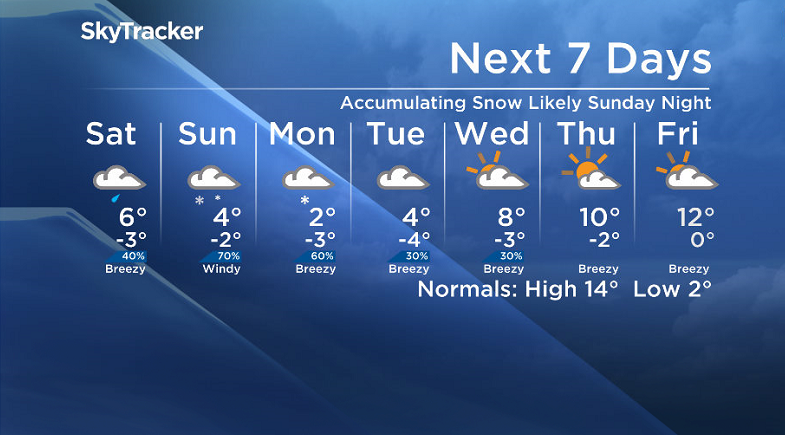 SkyTracker
Next 7 Days
Accumulating Snow Likely Sunday Night
Sat Sun Mon Tue Wed Thu Fri
6° 4° 2° 4° 8° 10° 12°
-3° -2° -3° -4° -3° -2° 0°
40% 70% 60% 30% 30%
Breezy Windy Breezy Breezy Breezy Breezy Breezy
Normals: High 14° Low 2°